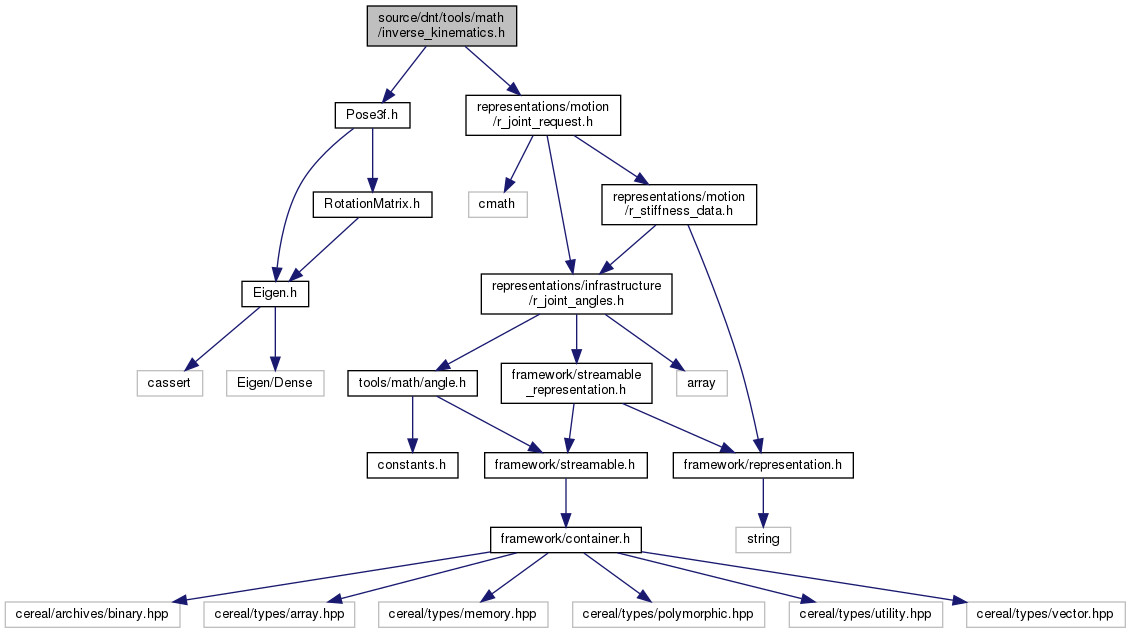 source/dnt/tools/math
/inverse_kinematics.h
Pose3f.h
representations/motion
/r_joint_request.h
RotationMatrix.h
cmath
representations/motion
/r_stiffness_data.h
Eigen.h
representations/infrastructure
/r_joint_angles.h
cassert
Eigen/Dense
tools/math/angle.h
framework/streamable
_representation.h
array
constants.h
framework/streamable.h
framework/representation.h
framework/container.h
string
cereal/archives/binary.hpp
cereal/types/array.hpp
cereal/types/memory.hpp
cereal/types/polymorphic.hpp
cereal/types/utility.hpp
cereal/types/vector.hpp